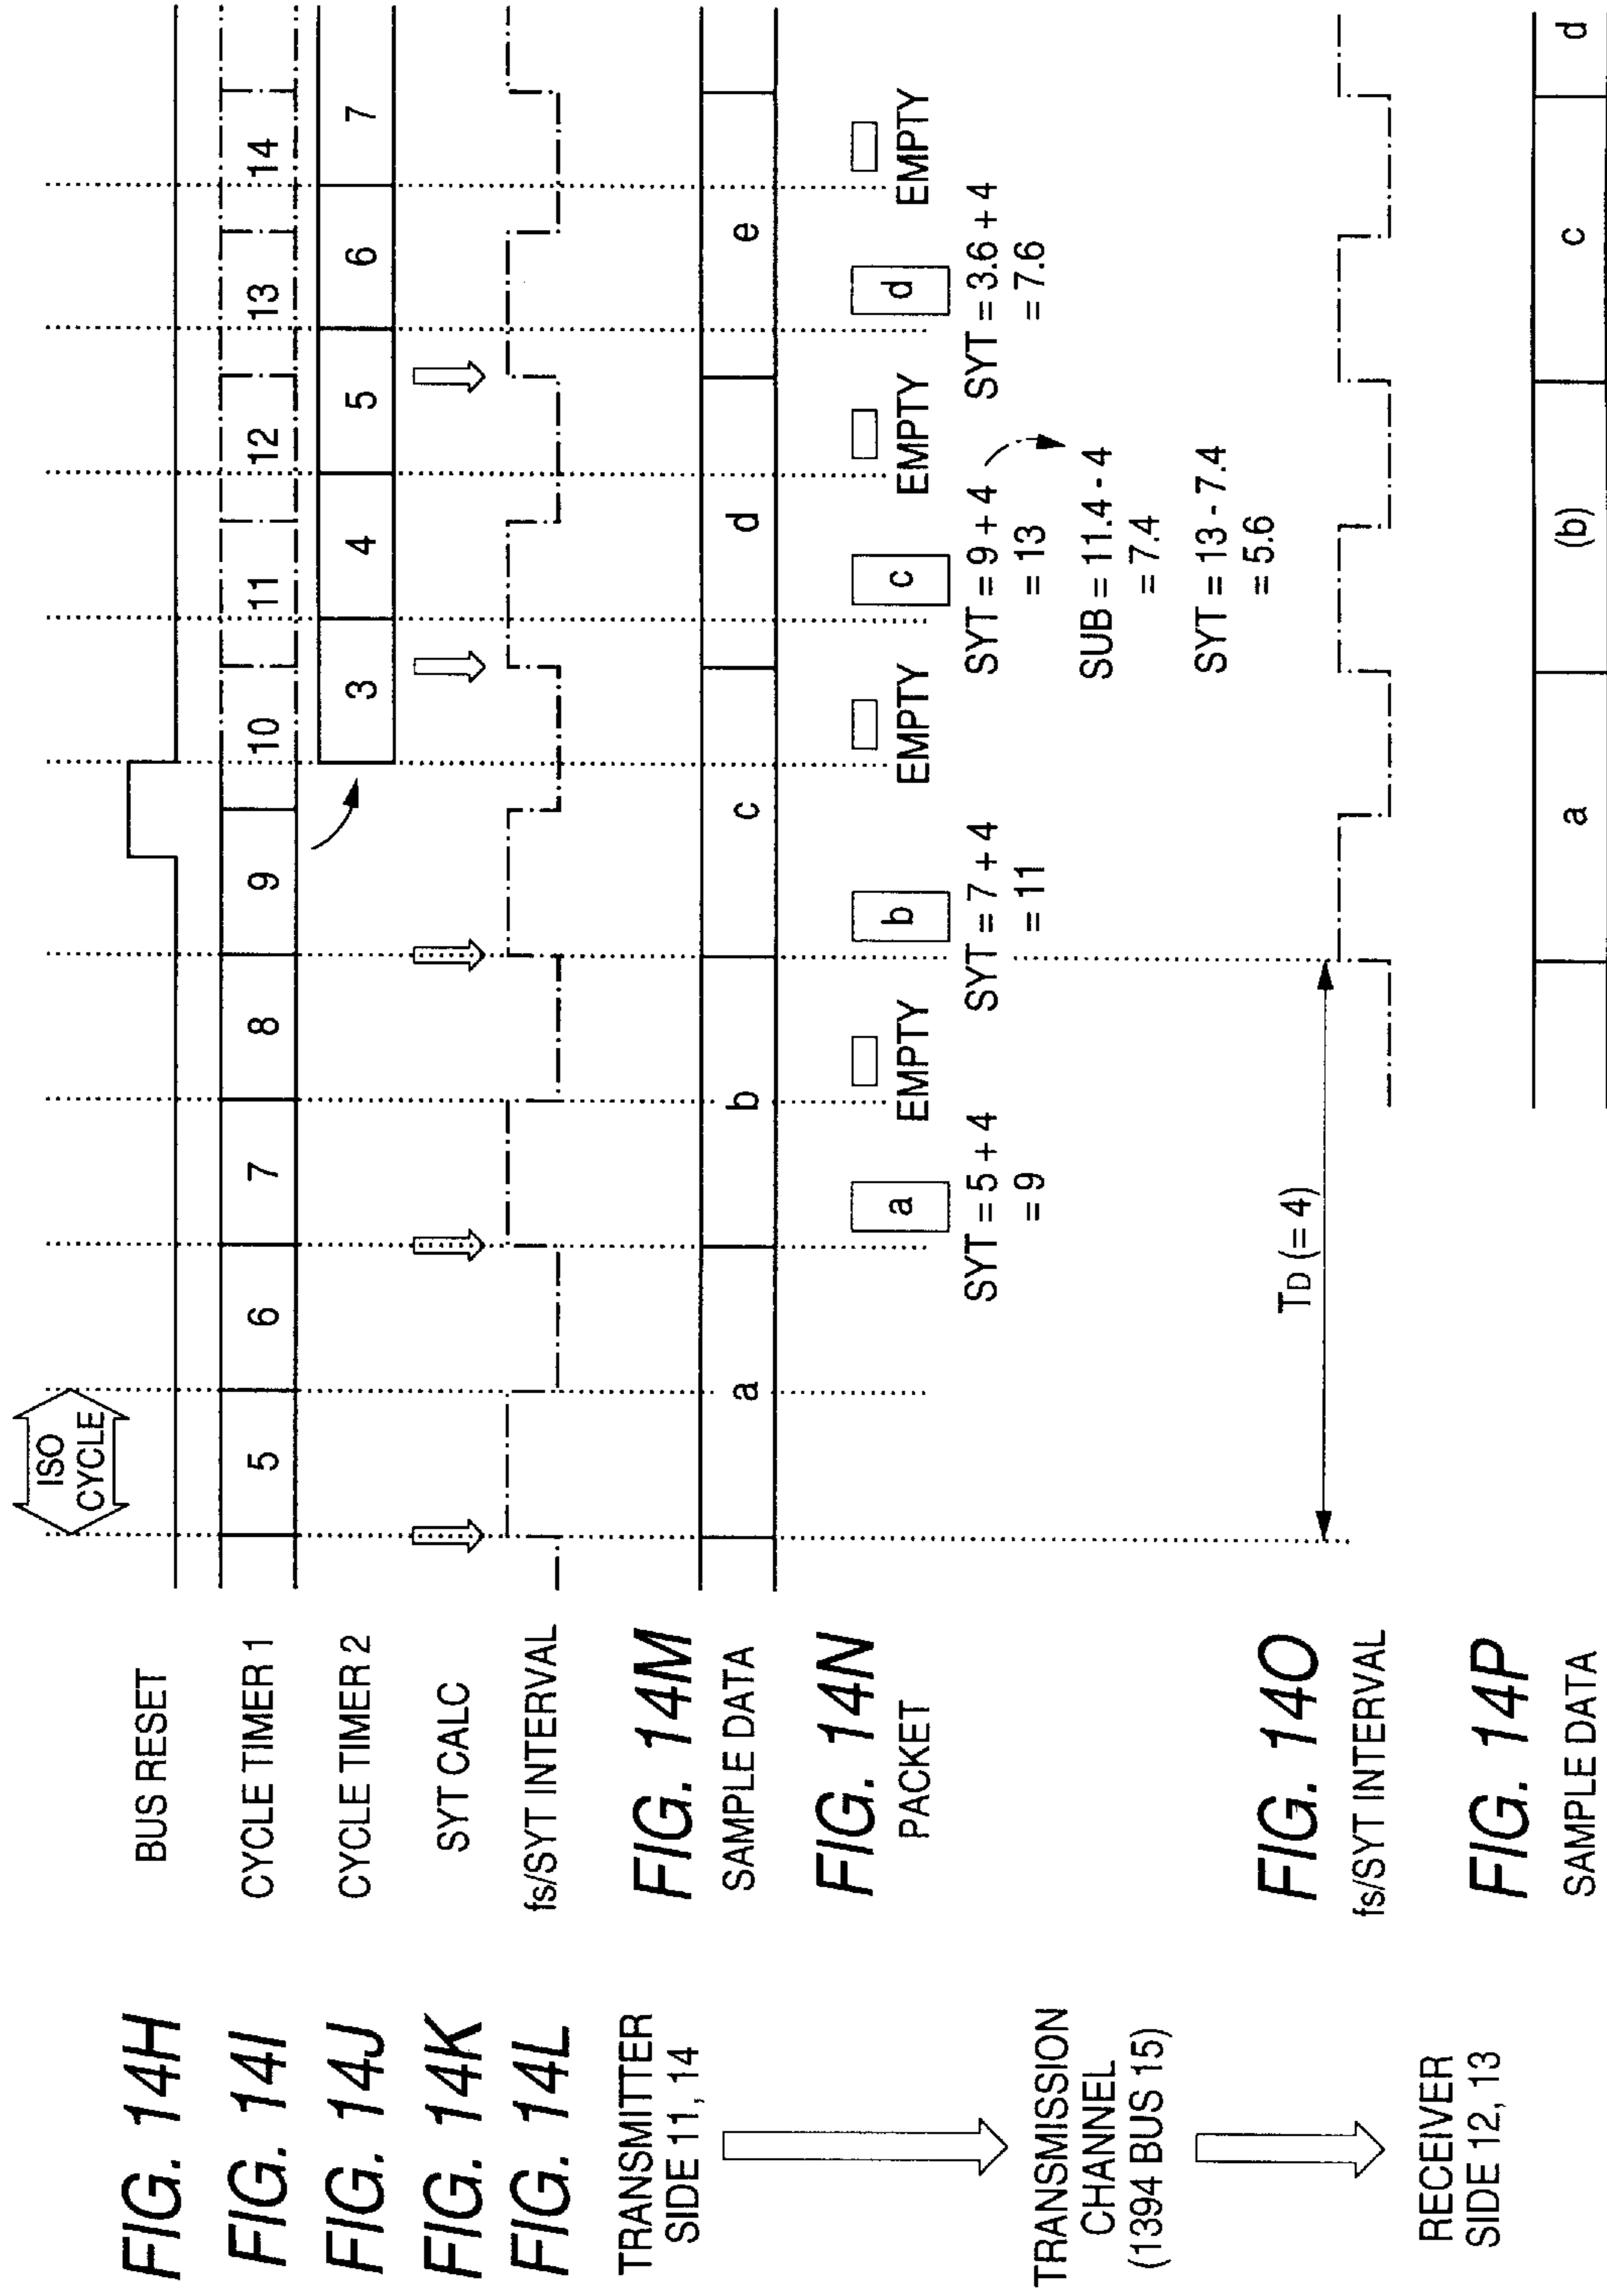 ISO
CYCLE
FIG. 14H
BUS RESET
FIG. 14I
CYCLE TIMER 1
5 6 7 8 9 10 11 12 13 14
FIG. 14J
CYCLE TIMER 2
3 4 5 6 7
FIG. 14K
SYT CALC
FIG. 14L
fs/SYT INTERVAL
TRANSMITTER
SIDE 11, 14
FIG. 14M
SAMPLE DATA
a b c d e
FIG. 14N
PACKET
a b c d
EMPTY EMPTY EMPTY EMPTY EMPTY
SYT = 5 + 4
= 9
SYT = 7 + 4
= 11
SYT = 9 + 4
= 13
SUB = 11.4 - 4
= 7.4
SYT = 13 - 7.4
= 5.6
SYT = 3.6 + 4
= 7.6
TRANSMISSION
CHANNEL
(1394 BUS 15)
TD (= 4)
FIG. 14O
fs/SYT INTERVAL
RECEIVER
SIDE 12, 13
FIG. 14P
SAMPLE DATA
a (b) c d